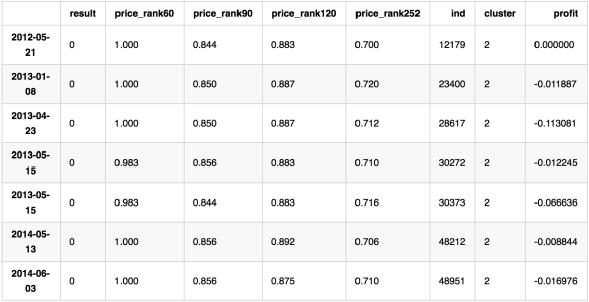 result price_rank60 price_rank90 price_rank120 price_rank252 ind cluster profit
2012-05-21 0 1.000 0.844 0.883 0.700 12179 2 0.000000
2013-01-08 0 1.000 0.850 0.887 0.720 23400 2 -0.011887
2013-04-23 0 1.000 0.850 0.887 0.712 28617 2 -0.113081
2013-05-15 0 0.983 0.856 0.883 0.710 30272 2 -0.012245
2013-05-15 0 0.983 0.844 0.883 0.716 30373 2 -0.066636
2014-05-13 0 1.000 0.856 0.892 0.706 48212 2 -0.008844
2014-06-03 0 1.000 0.856 0.875 0.710 48951 2 -0.016976